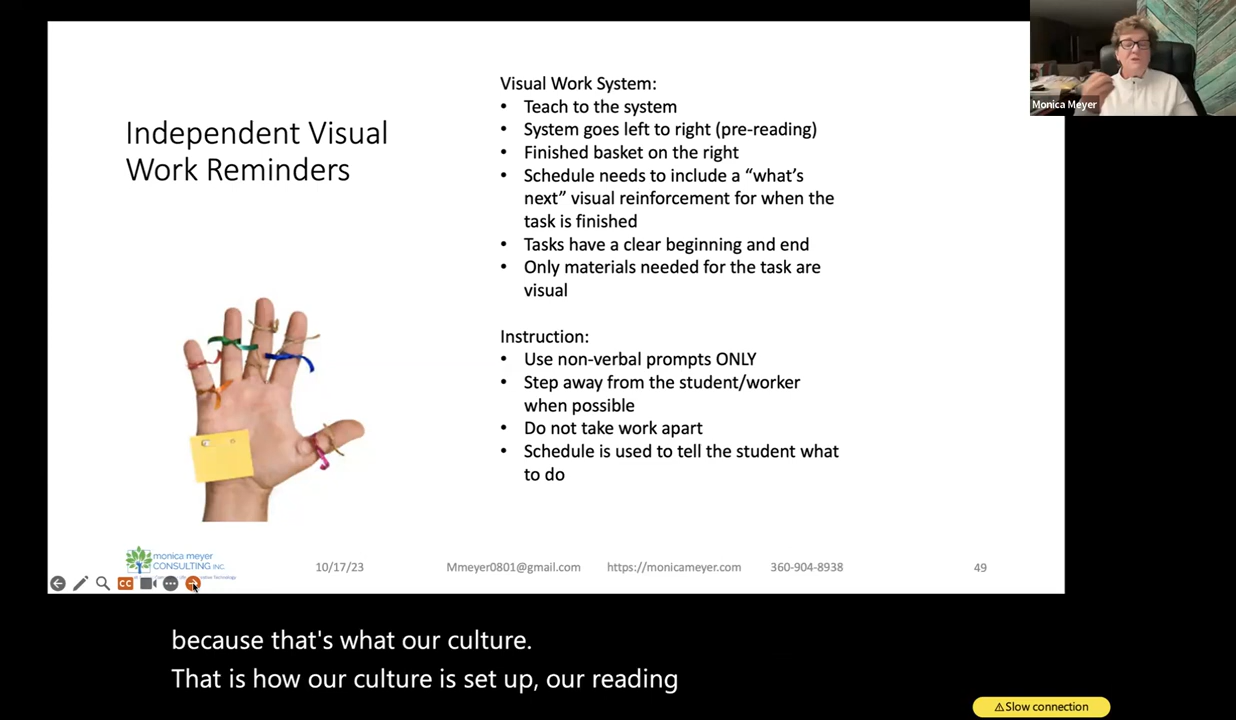 Monica Meyer
Independent Visual
Work Reminders
Visual Work System:
• Teach to the system
• System goes left to right (pre-reading)
• Finished basket on the right
• Schedule needs to include a “what’s
next” visual reinforcement for when the
task is finished
• Tasks have a clear beginning and end
• Only materials needed for the task are
visual
Instruction:
• Use non-verbal prompts ONLY
• Step away from the student/worker
when possible
• Do not take work apart
• Schedule is used to tell the student what
to do
monica meyer
CONSULTING INC.
10/17/23
Mmeyer0801@gmail.com
https://monicameyer.com
360-904-8938
49
CC
because that's what our culture.
That is how our culture is set up, our reading
⚠Slow connection